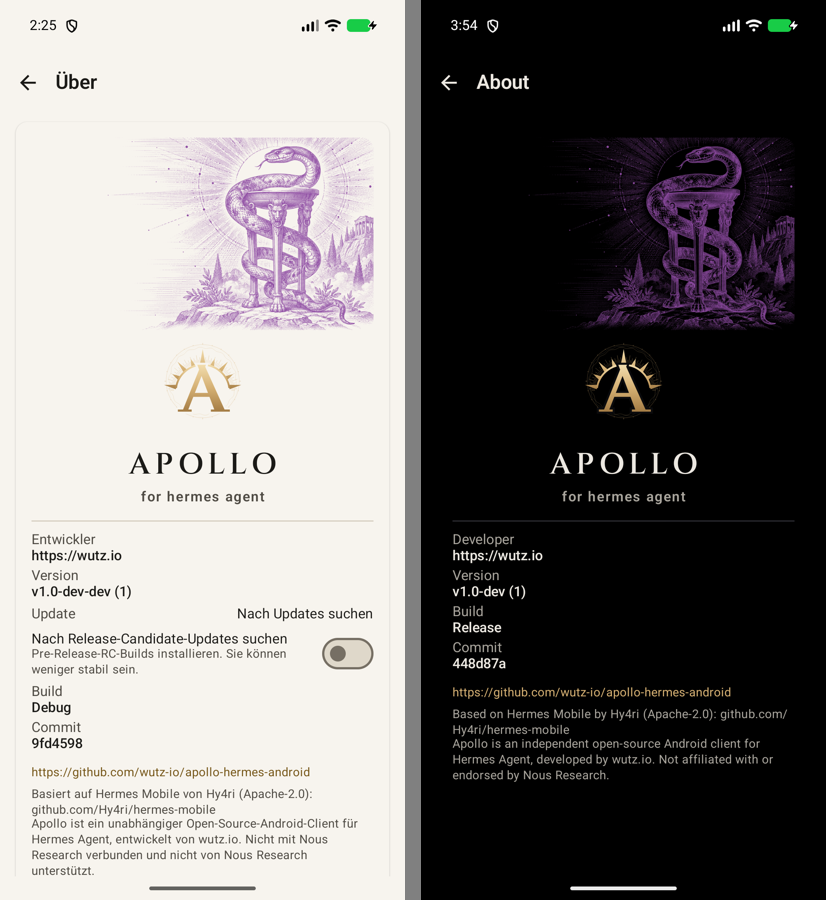 2:25
Über
APOLLO
for hermes agent
Entwickler
https://wutz.io
Version
v1.0-dev-dev (1)
Update Nach Updates suchen
Nach Release-Candidate-Updates suchen
Pre-Release-RC-Builds installieren. Sie können
weniger stabil sein.
Build
Debug
Commit
9fd4598
https://github.com/wutz-io/apollo-hermes-android
Basiert auf Hermes Mobile von Hy4ri (Apache-2.0):
github.com/Hy4ri/hermes-mobile
Apollo ist ein unabhängiger Open-Source-Android-Client für
Hermes Agent, entwickelt von wutz.io. Nicht mit Nous
Research verbunden und nicht von Nous Research
unterstützt.
3:54
About
APOLLO
for hermes agent
Developer
https://wutz.io
Version
v1.0-dev (1)
Build
Release
Commit
448d87a
https://github.com/wutz-io/apollo-hermes-android
Based on Hermes Mobile by Hy4ri (Apache-2.0): github.com/
Hy4ri/hermes-mobile
Apollo is an independent open-source Android client for
Hermes Agent, developed by wutz.io. Not affiliated with or
endorsed by Nous Research.